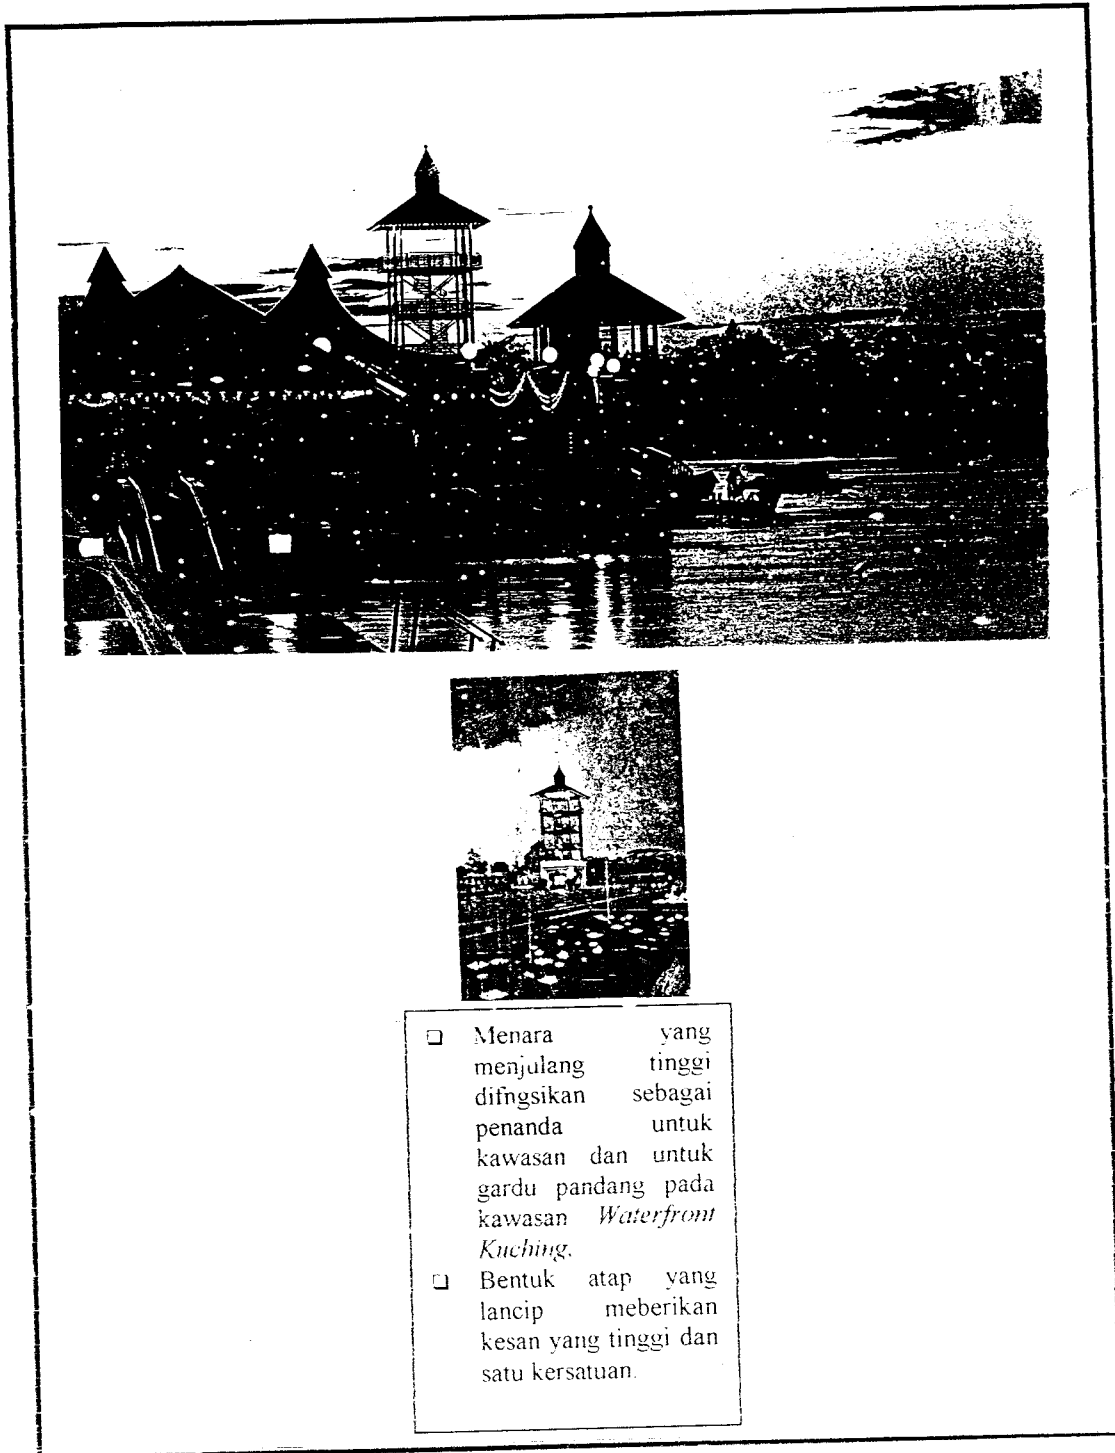 ❑ Menara yang
menjulang tinggi
difngsikan sebagai
penanda untuk
kawasan dan untuk
gardu pandang pada
kawasan Waterfront
Kuching.
❑ Bentuk atap yang
lancip meberikan
kesan yang tinggi dan
satu kersatuan.